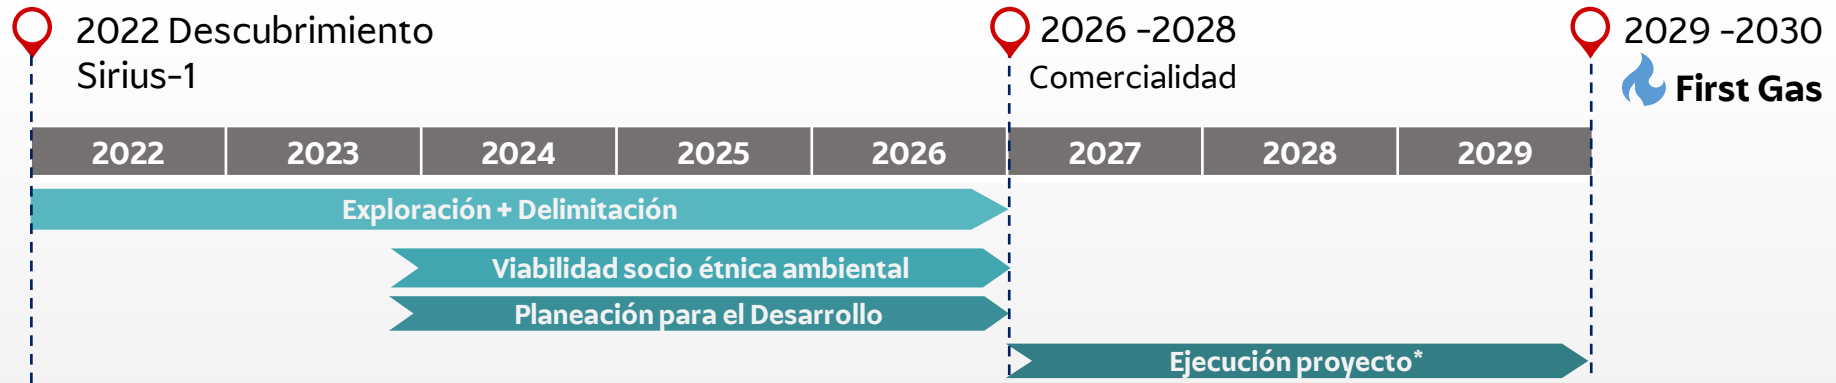 2022 Descubrimiento
Sirius-1
2026 -2028
Comercialidad
2029 -2030
First Gas
2022 2023 2024 2025 2026 2027 2028 2029
Exploración + Delimitación
Viabilidad socio étnica ambiental
Planeación para el Desarrollo
Ejecución proyecto*